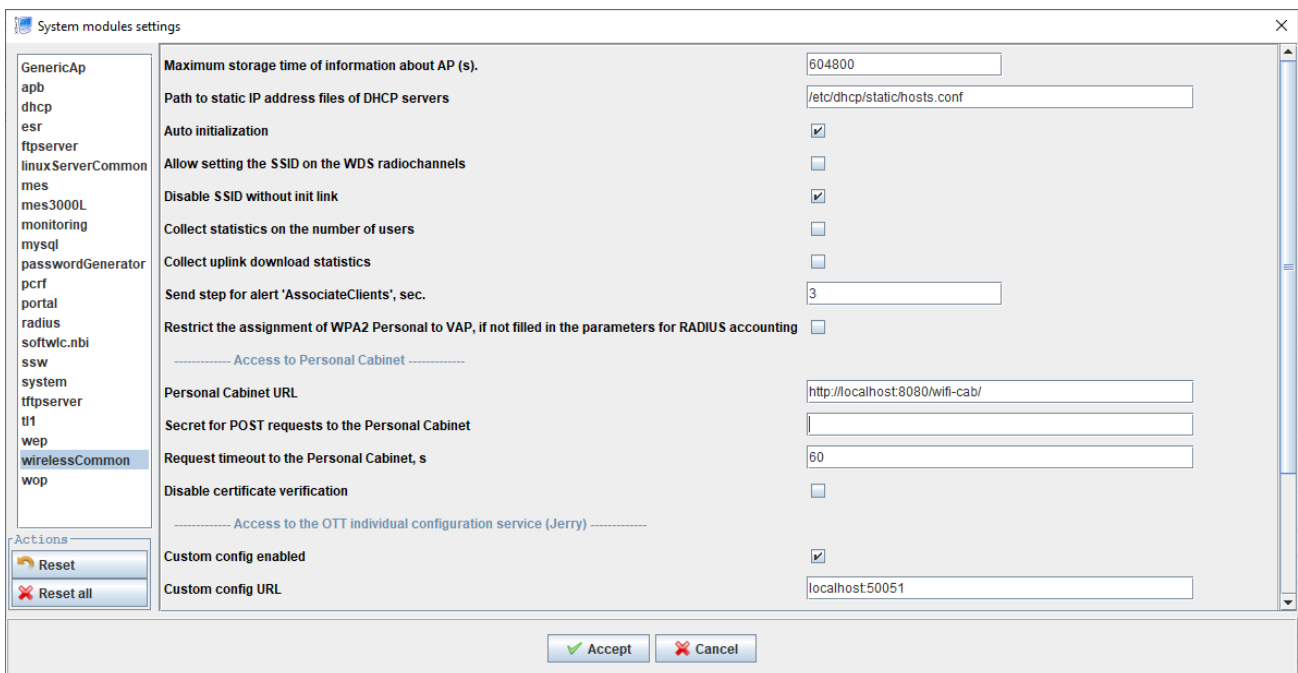 System modules settings
GenericAp
apb
dhcp
esr
ftpserver
linuxServerCommon
mes
mes3000L
monitoring
mysql
passwordGenerator
pcrf
portal
radius
softwlc.nbi
ssw
system
tftpserver
tl1
wep
wirelessCommon
wop
Actions
Reset
Reset all
Maximum storage time of information about AP (s). 604800
Path to static IP address files of DHCP servers /etc/dhcp/static/hosts.conf
Auto initialization
Allow setting the SSID on the WDS radiochannels
Disable SSID without init link
Collect statistics on the number of users
Collect uplink download statistics
Send step for alert 'AssociateClients', sec. 3
Restrict the assignment of WPA2 Personal to VAP, if not filled in the parameters for RADIUS accounting
------------- Access to Personal Cabinet -------------
Personal Cabinet URL http://localhost:8080/wifi-cab/
Secret for POST requests to the Personal Cabinet
Request timeout to the Personal Cabinet, s 60
Disable certificate verification
------------- Access to the OTT individual configuration service (Jerry) -------------
Custom config enabled
Custom config URL localhost:50051
Accept Cancel